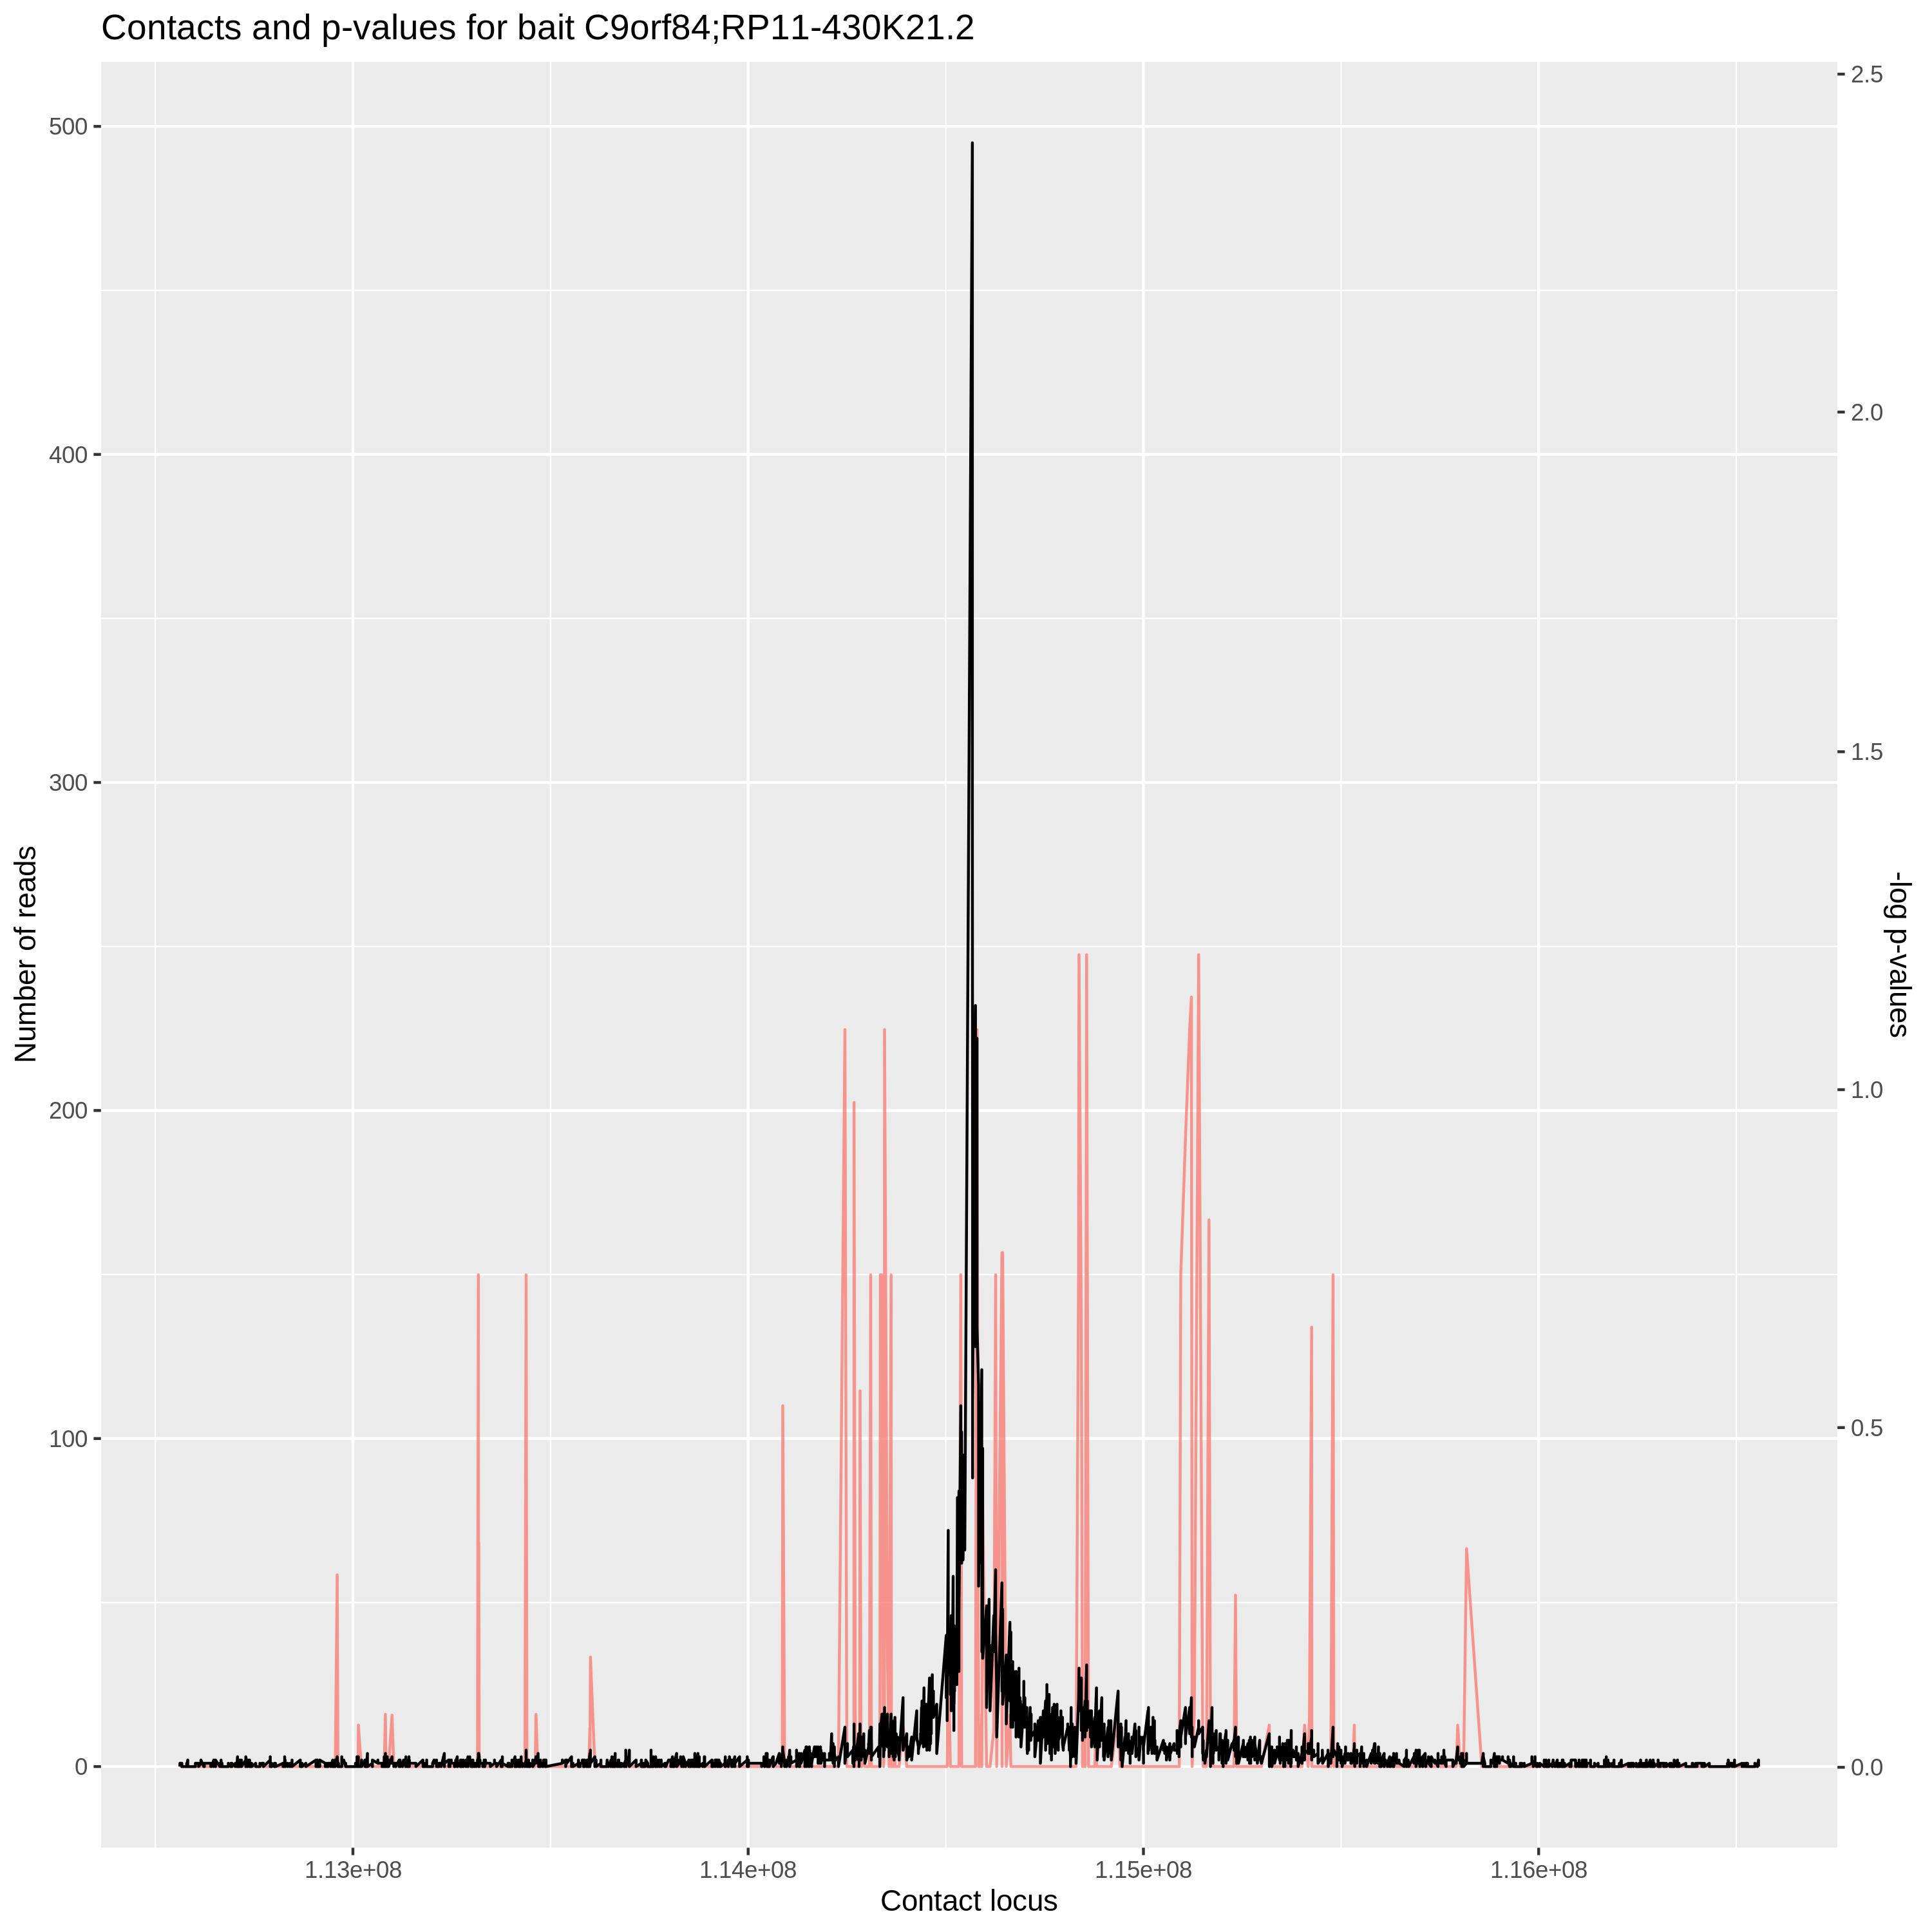 Contacts and p-values for bait C9orf84;RP11-430K21.2
Number of reads
500
400
300
200
100
0
2.5
2.0
1.5
1.0
0.5
0.0
-log p-values
1.13e+08 1.14e+08 1.15e+08 1.16e+08
Contact locus